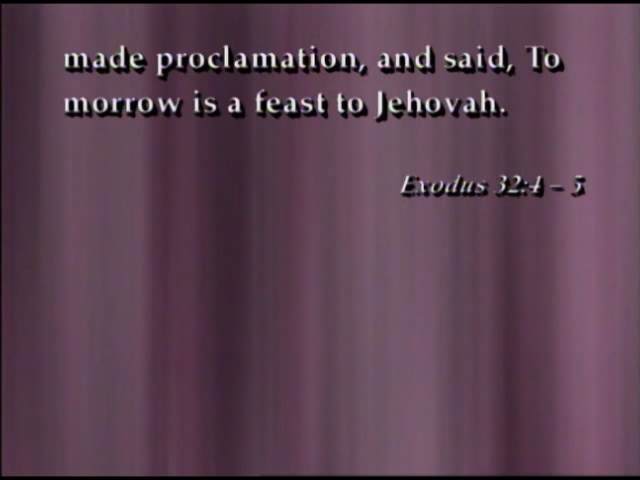 made proclamation, and said, To
morrow is a feast to Jehovah.
Exodus 32:4 – 5